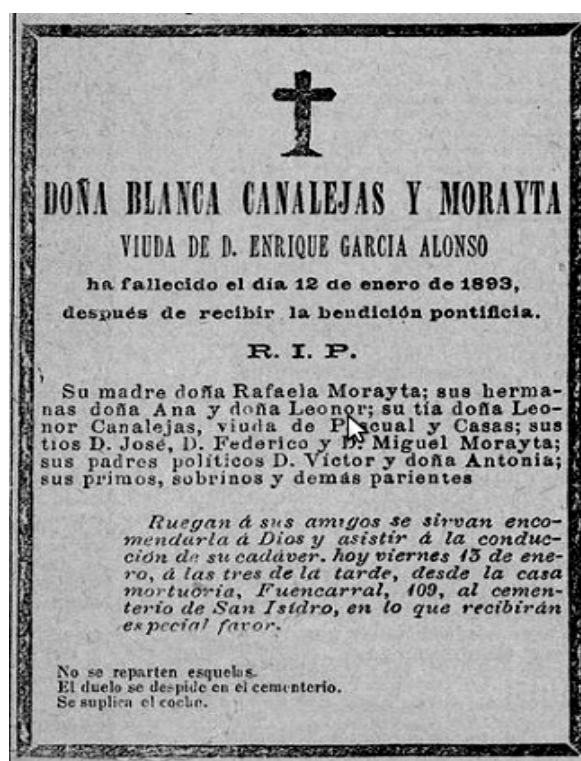 DOÑA BLANCA CANALEJAS Y MORAYTA
VIUDA DE D. ENRIQUE GARCIA ALONSO
ha fallecido el día 12 de enero de 1893,
después de recibir la bendición pontificia.
R. I. P.
Su madre doña Rafaela Morayta; sus herma-
nas doña Ana y doña Leonor; su tía doña Leo-
nor Canalejas, viuda de Pascual y Casas; sus
tios D. José, D. Federico y D. Miguel Morayta;
sus padres políticos D. Víctor y doña Antonia;
sus primos, sobrinos y demás parientes
Ruegan á sus amigos se sirvan enco-
mendarla á Dios y asistir á la conduc-
ción de su cadáver, hoy viernes 13 de ene-
ro, á las tres de la tarde, desde la casa
mortuoria, Fuencarral, 109, al cemen-
terio de San Isidro, en lo que recibirán
especial favor.
No se reparten esquelas.
El duelo se despide en el cementerio.
Se suplica el coche.